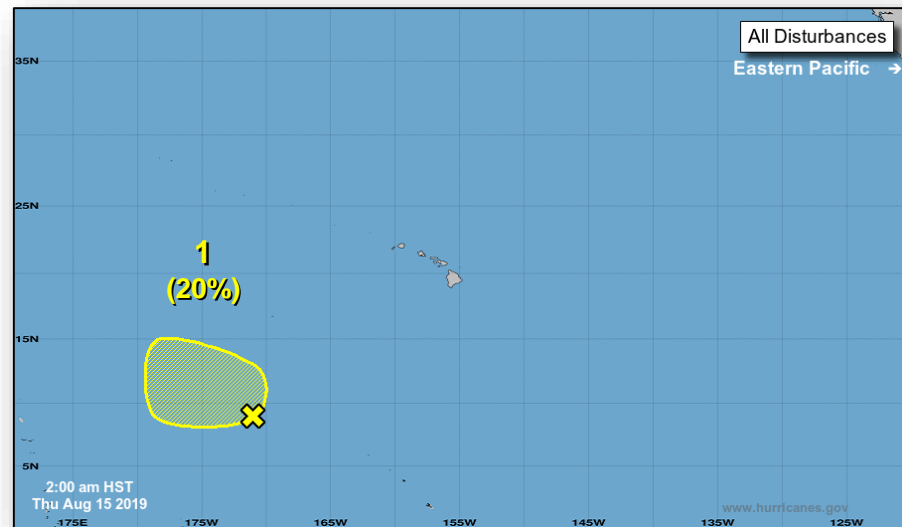 All Disturbances
Eastern Pacific →
35N
25N
1
(20%)
15N
5N
2:00 am HST
Thu Aug 15 2019
www.hurricanes.gov
175E 175W 165W 155W 145W 135W 125W